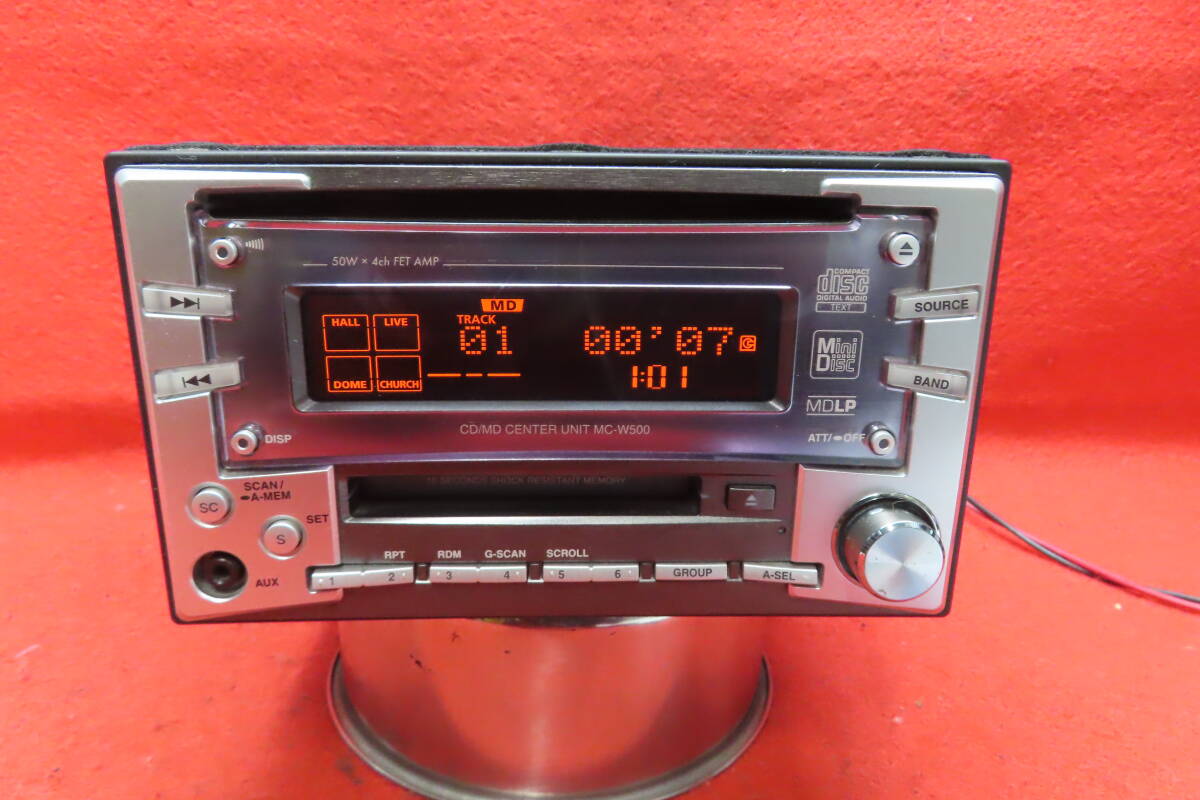 50W × 4ch FET AMP
COMPACT
disc
DIGITAL AUDIO
TEXT
SOURCE
MD
HALL LIVE
TRACK
01 00'07
DOME CHURCH
1:01
Mini
Disc
BAND
MDLP
CD/MD CENTER UNIT MC-W500
DISP
ATT/ OFF
SCAN/
A-MEM
SC
SET
S
10 SECONDS SHOCK RESISTANT MEMORY
AUX
RPT RDM G-SCAN SCROLL
1 2 3 4 5 6 GROUP A-SEL